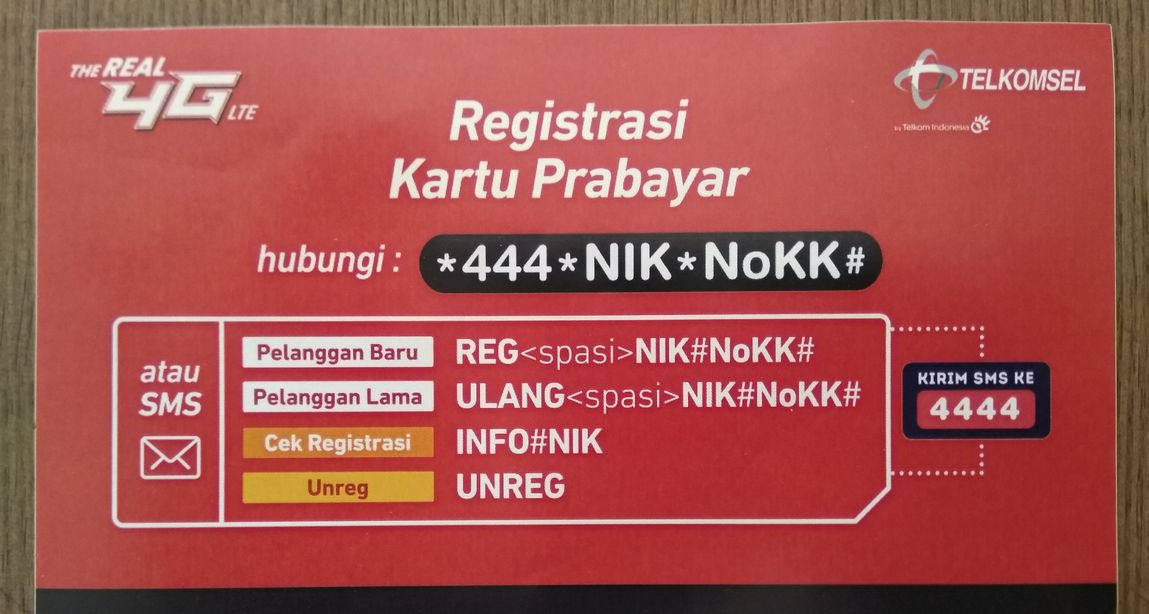 THE REAL
4G LTE
TELKOMSEL
by Telkom Indonesia
Registrasi
Kartu Prabayar
hubungi : *444*NIK*NoKK#
atau
SMS
Pelanggan Baru REG<spasi>NIK#NoKK#
Pelanggan Lama ULANG<spasi>NIK#NoKK#
Cek Registrasi INFO#NIK
Unreg UNREG
KIRIM SMS KE
4444